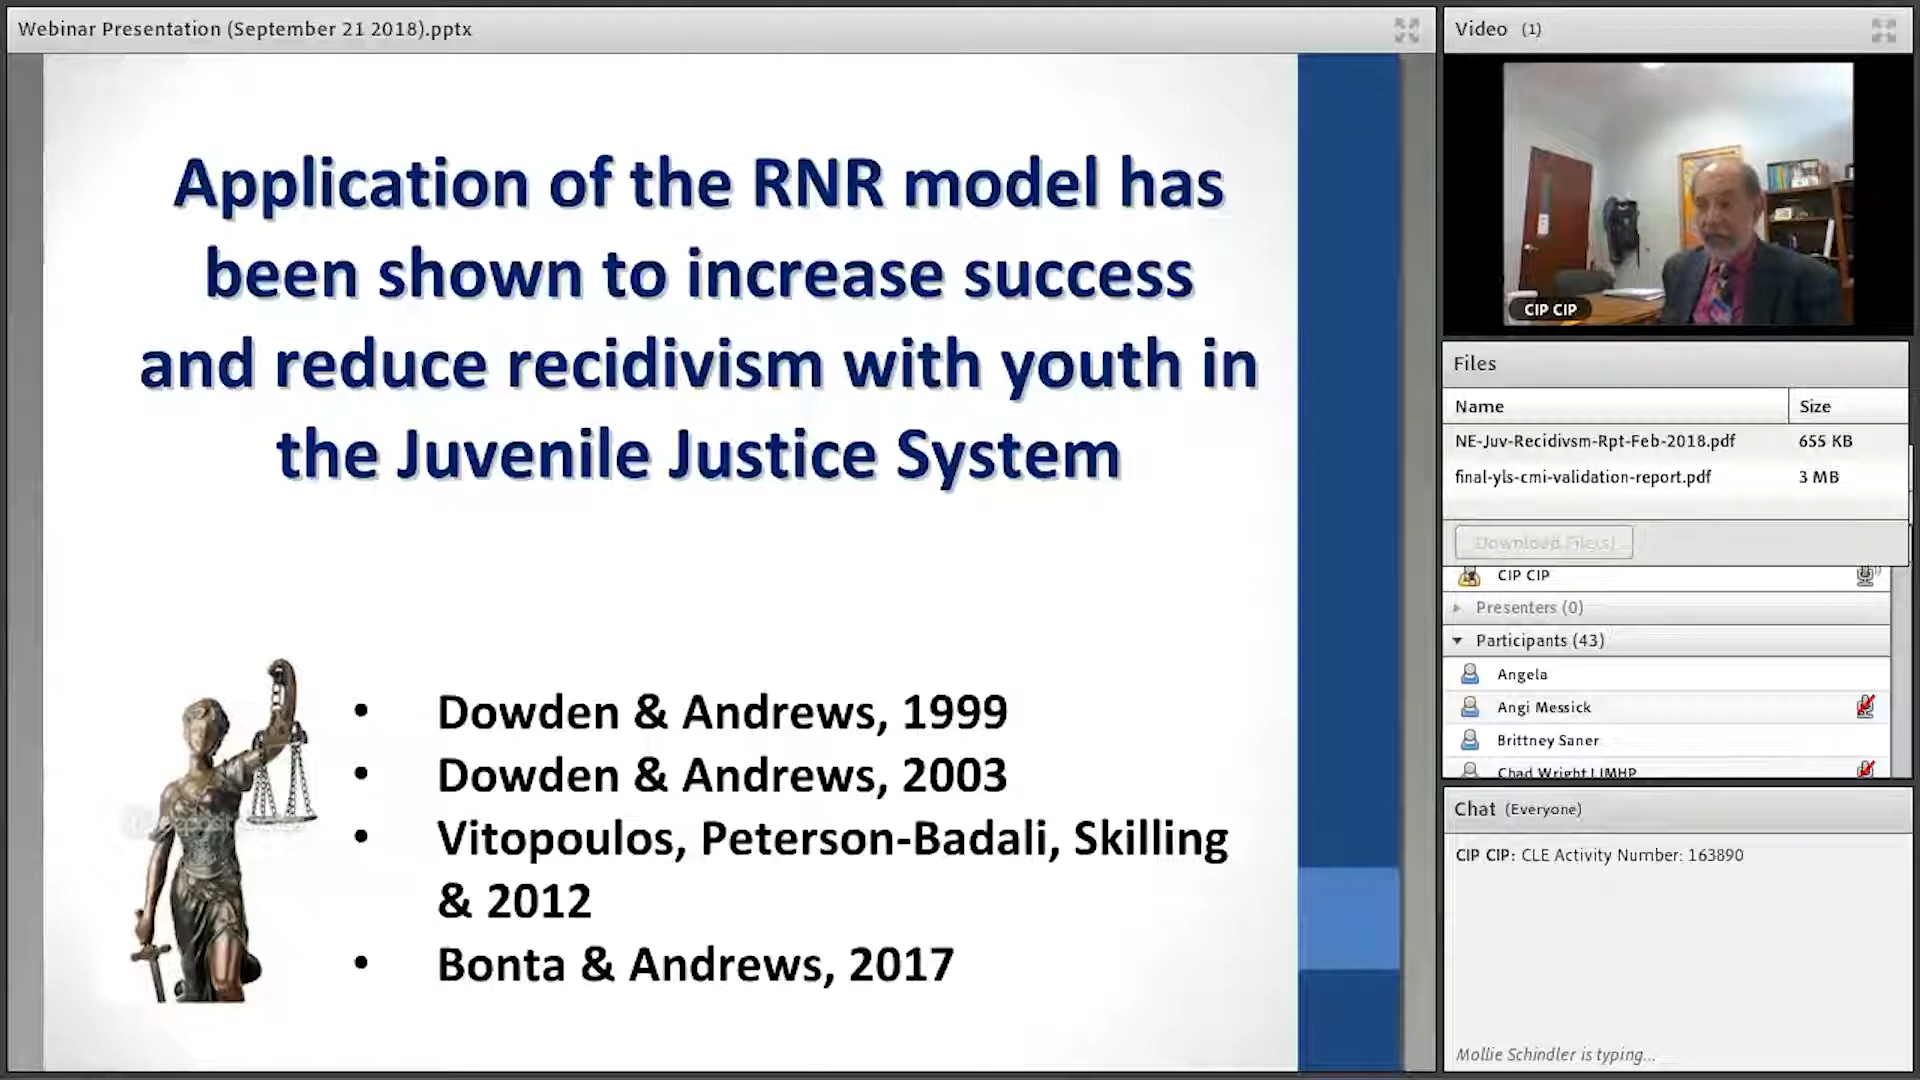 Webinar Presentation (September 21 2018).pptx
Application of the RNR model has
been shown to increase success
and reduce recidivism with youth in
the Juvenile Justice System
• Dowden & Andrews, 1999
• Dowden & Andrews, 2003
• Vitopoulos, Peterson-Badali, Skilling
& 2012
• Bonta & Andrews, 2017
Video (1)
CIP CIP
Files
Name Size
NE-Juv-Recidivsm-Rpt-Feb-2018.pdf 655 KB
final-yls-cmi-validation-report.pdf 3 MB
Download File(s)
CIP CIP
Presenters (0)
Participants (43)
Angela
Angi Messick
Brittney Saner
Chad Wright LIMHP
Chat (Everyone)
CIP CIP: CLE Activity Number: 163890
Mollie Schindler is typing...